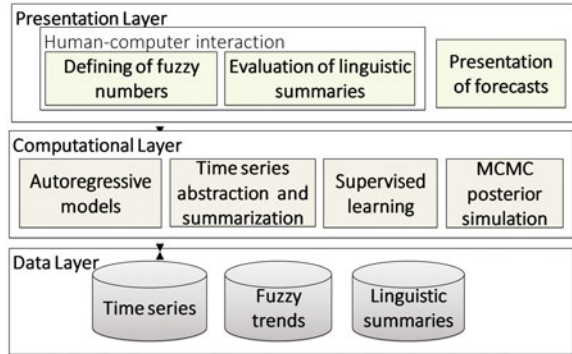 Presentation Layer
Human-computer interaction
Defining of fuzzy
numbers
Evaluation of linguistic
summaries
Presentation
of forecasts
Computational Layer
Autoregressive
models
Time series
abstraction and
summarization
Supervised
learning
MCMC
posterior
simulation
Data Layer
Time series
Fuzzy
trends
Linguistic
summaries